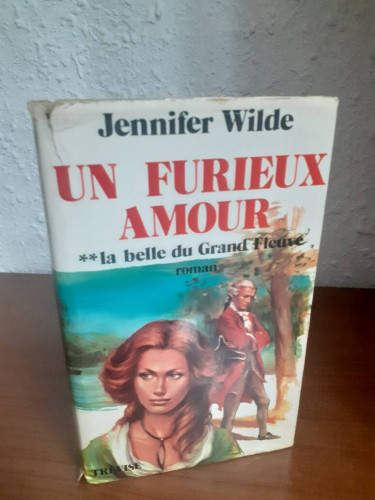 Jennifer Wilde
UN FURIEUX
AMOUR
**la belle du Grand Fleuve
roman
TREVISE